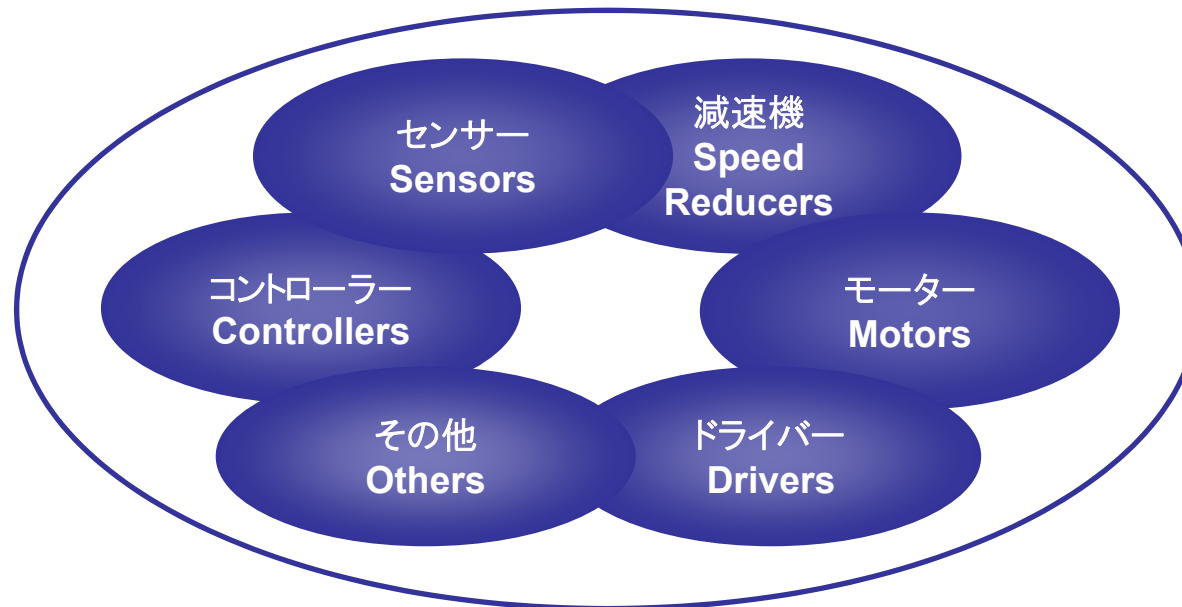 センサー
Sensors
減速機
Speed
Reducers
コントローラー
Controllers
モーター
Motors
その他
Others
ドライバー
Drivers